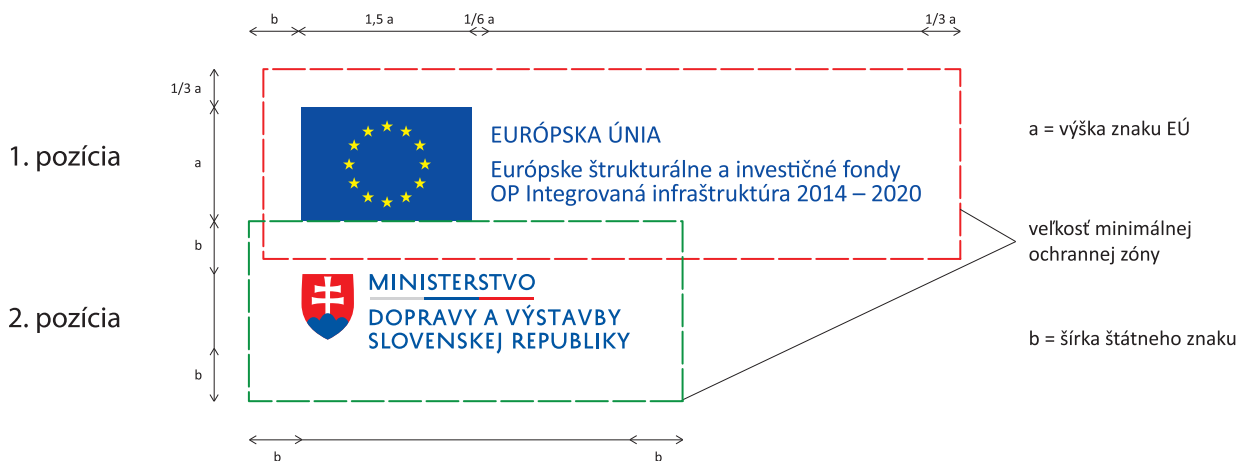 b
1,5 a
1/6 a
1/3 a
1/3 a
1. pozícia
a
EURÓPSKA ÚNIA
Európske štrukturálne a investičné fondy
OP Integrovaná infraštruktúra 2014 – 2020
a = výška znaku EÚ
b
veľkosť minimálnej
ochrannej zóny
2. pozícia
MINISTERSTVO
DOPRAVY A VÝSTAVBY
SLOVENSKEJ REPUBLIKY
b = šírka štátneho znaku
b
b
b